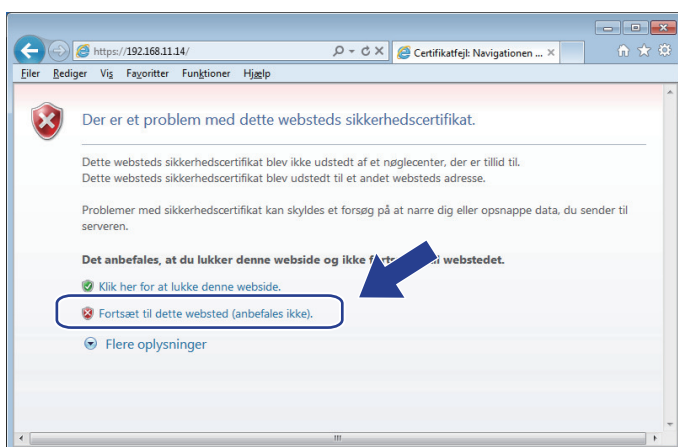 https://192.168.11.14/
Certifikatfejl: Navigationen ...
Filer Rediger Vis Favoritter Funktioner Hjælp
Der er et problem med dette websteds sikkerhedscertifikat.
Dette websteds sikkerhedscertifikat blev ikke udstedt af et nøglecenter, der er tillid til.
Dette websteds sikkerhedscertifikat blev udstedt til et andet websteds adresse.
Problemer med sikkerhedscertifikat kan skyldes et forsøg på at narre dig eller opsnappe data, du sender til
serveren.
Det anbefales, at du lukker denne webside og ikke webstedet.
Klik her for at lukke denne webside.
Fortsæt til dette websted (anbefales ikke).
Flere oplysninger